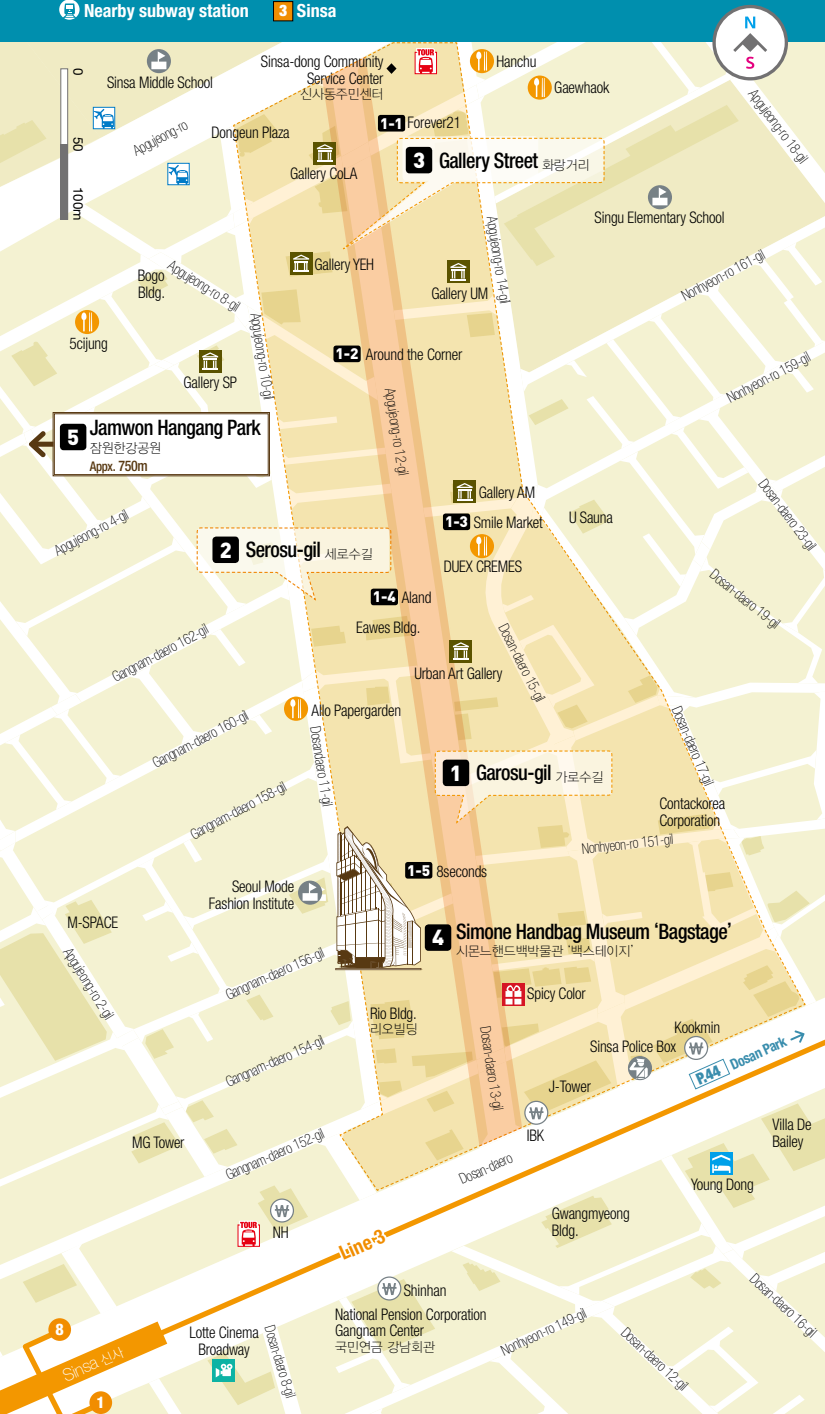 Nearby subway station 3 Sinsa
N
S
0
50
100m
Sinsa Middle School
Sinsa-dong Community
Service Center
신사동주민센터
TOUR
Hanchu
Gaewhaok
Apgujeong-ro 18-gil
Apgujeong-ro
Dongeun Plaza
1-1 Forever21
Gallery CoLA
3 Gallery Street 화랑거리
Singu Elementary School
Apgujeong-ro 14-gil
Nonhyeon-ro 161-gil
Bogo
Bldg.
Apgujeong-ro 8-gil
Gallery YEH
Gallery UM
5cijung
Apgujeong-ro 10-gil
Gallery SP
1-2 Around the Corner
Nonhyeon-ro 159-gil
Apgujeong-ro 12-gil
5 Jamwon Hangang Park
잠원한강공원
Appx. 750m
Gallery AM
1-3 Smile Market
U Sauna
DUEX CREMES
Dosan-daero 23-gil
Apgujeong-ro 4-gil
2 Serosu-gil 세로수길
Dosan-daero 19-gil
1-4 Aland
Eawes Bldg.
Gangnam-daero 162-gil
Urban Art Gallery
Dosan-daero 15-gil
Allo Papergarden
Gangnam-daero 160-gil
Dosandaero 11-gil
Dosan-daero 17-gil
1 Garosu-gil 가로수길
Gangnam-daero 158-gil
Contackorea
Corporation
Nonhyeon-ro 151-gil
1-5 8seconds
Seoul Mode
Fashion Institute
M-SPACE
4 Simone Handbag Museum ‘Bagstage’
시몬느핸드백박물관 ‘백스테이지’
Apgujeong-ro 2-gil
Gangnam-daero 156-gil
Spicy Color
Rio Bldg.
리오빌딩
Dosan-daero 13-gil
Kookmin
Sinsa Police Box
P.44 Dosan Park
Gangnam-daero 154-gil
J-Tower
IBK
Villa De
Bailey
MG Tower
Gangnam-daero 152-gil
Dosan-daero
Young Dong
TOUR
NH
Gwangmyeong
Bldg.
Line-3
Shinhan
National Pension Corporation
Gangnam Center
국민연금 강남회관
Nonhyeon-ro 149-gil
Dosan-daero 16-gil
Dosan-daero 12-gil
Lotte Cinema
Broadway
Dosan-daero 8-gil
8
Sinsa 신사
1